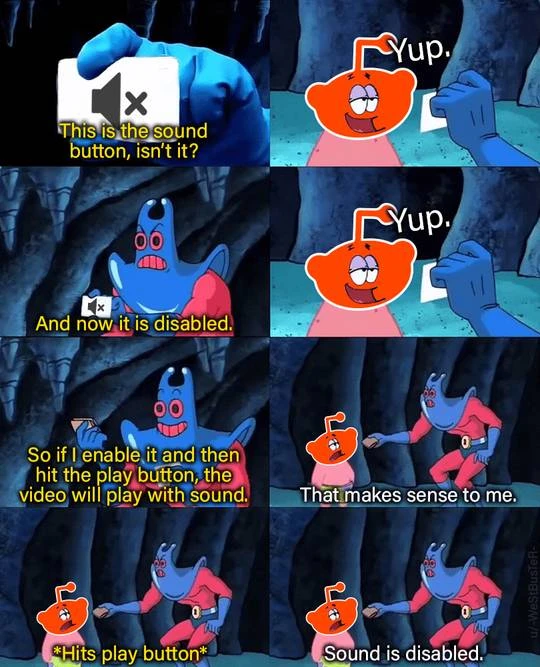 This is the sound
button, isn't it?
Yup.
And now it is disabled.
Yup.
So if I enable it and then
hit the play button, the
video will play with sound.
That makes sense to me.
*Hits play button*
Sound is disabled.
u/-WeStBusTeR-